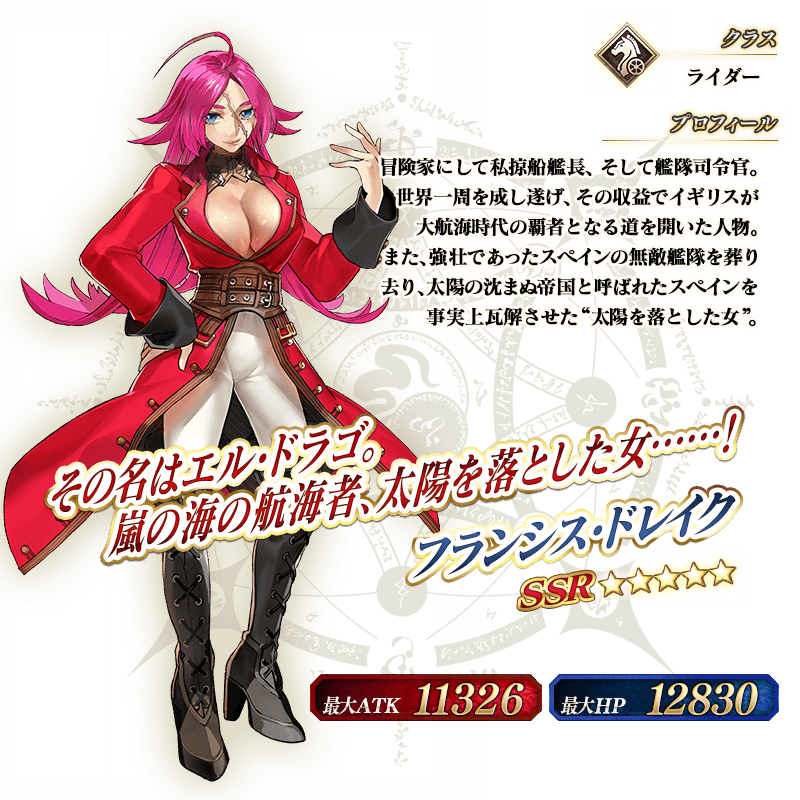 クラス
ライダー
プロフィール
冒険家にして私掠船艦長、そして艦隊司令官。
世界一周を成し遂げ、その収益でイギリスが
大航海時代の覇者となる道を開いた人物。
また、強壮であったスペインの無敵艦隊を葬り
去り、太陽の沈まぬ帝国と呼ばれたスペインを
事実上瓦解させた“太陽を落とした女”。
その名はエル・ドラゴ。
嵐の海の航海者、太陽を落とした女……！
フランシス・ドレイク
SSR☆☆☆☆☆
最大ATK 11326
最大HP 12830